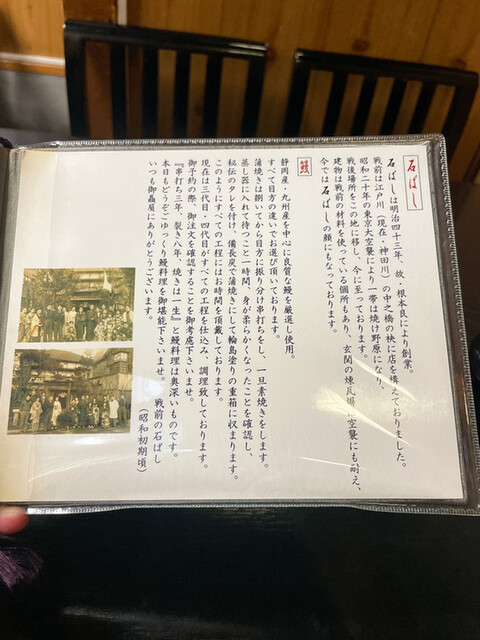 石ばし
石ばしは明治四十三年、故・根本良により創業。
戦前は江戸川（現在・神田川）の中之橋の袂に店を構えておりました。
昭和二十年の東京大空襲により一帯は焼け野原になり、
戦後場所をこの地に移し、今に至っております。
建物は戦前の材料を使っている個所もあり、玄関の煉瓦場 空襲にも耐え、
今では石ばしの顔にもなっております。
鰻
静岡産・九州産を中心に良質な鰻を厳選し使用。
すべて目方の違いでお選び頂いております。
蒲焼きは捌いてから目方に振り分け串打ちをし、一旦素焼きをします。
蒸し器に入れて待つこと一時間、身が柔らかくなったことを確認し、
秘伝のタレを付け、備長炭で蒲焼きにして輪島塗りの重箱に収まります。
このようにすべての工程にはお時間を頂戴しております。
現在は三代目・四代目がすべての工程を仕込み、調理致しております。
御予約の際、御注文を確認することを御考慮下さいませ。
『串打ち三年、裂き八年、焼きは一生』と鰻料理は奥深いものです。
本日もどうぞごゆっくり鰻料理を御堪能下さいませ。
いつも御贔屓にありがとうございます。
戦前の石ばし
（昭和初期頃）